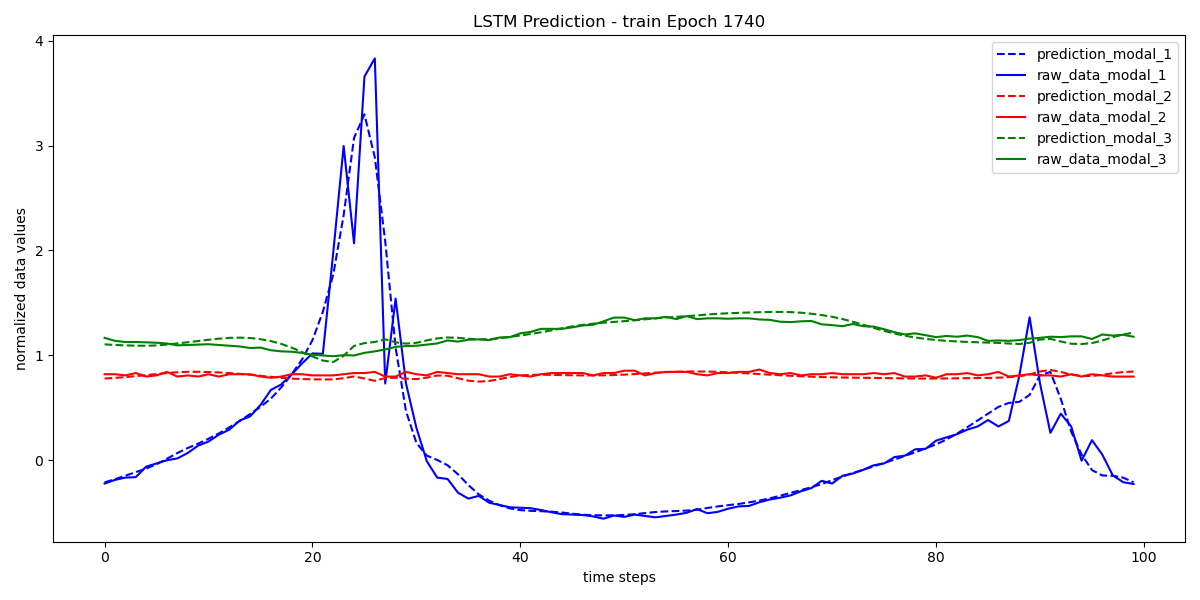 LSTM Prediction - train Epoch 1740
normalized data values
4
3
2
1
0
prediction_modal_1
raw_data_modal_1
prediction_modal_2
raw_data_modal_2
prediction_modal_3
raw_data_modal_3
0 20 40 60 80 100
time steps